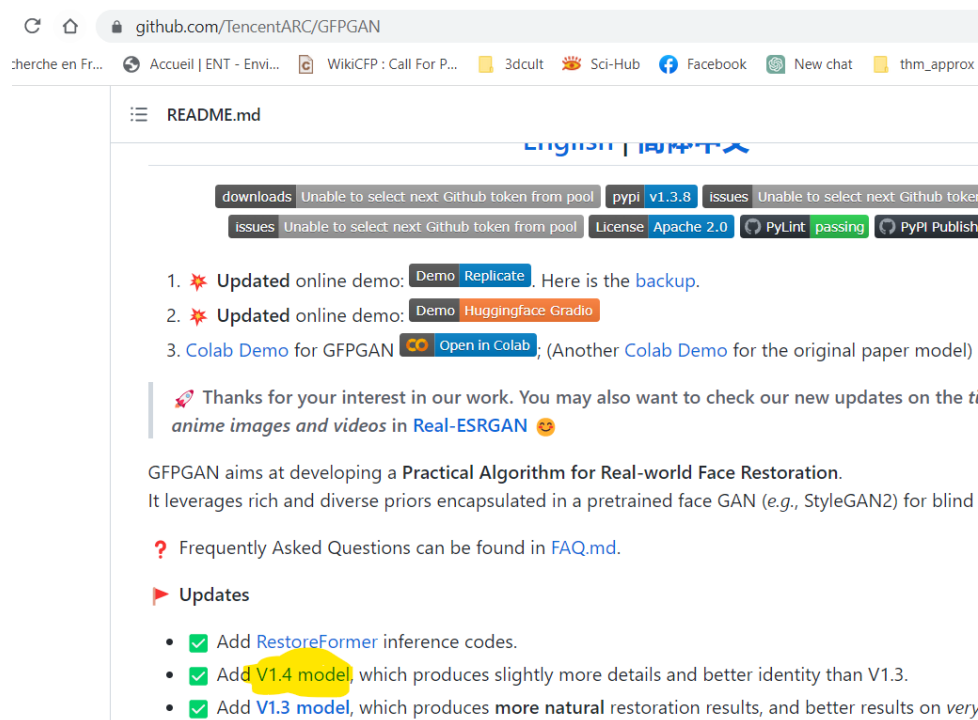 github.com/TencentARC/GFPGAN
cherche en Fr... Accueil | ENT - Envi... WikiCFP : Call For P... 3dcult Sci-Hub Facebook New chat thm_approx
README.md
English | 简体中文
downloads Unable to select next Github token from pool pypi v1.3.8 issues Unable to select next Github token
issues Unable to select next Github token from pool License Apache 2.0 PyLint passing PyPI Publish
1. 💥 Updated online demo: Demo Replicate. Here is the backup.
2. 💥 Updated online demo: Demo Huggingface Gradio
3. Colab Demo for GFPGAN Open in Colab; (Another Colab Demo for the original paper model)
🚀 Thanks for your interest in our work. You may also want to check our new updates on the
anime images and videos in Real-ESRGAN 😊
GFPGAN aims at developing a Practical Algorithm for Real-world Face Restoration.
It leverages rich and diverse priors encapsulated in a pretrained face GAN (e.g., StyleGAN2) for blind
❓ Frequently Asked Questions can be found in FAQ.md.
🚩 Updates
• ✅ Add RestoreFormer inference codes.
• ✅ Add V1.4 model, which produces slightly more details and better identity than V1.3.
• ✅ Add V1.3 model, which produces more natural restoration results, and better results on very